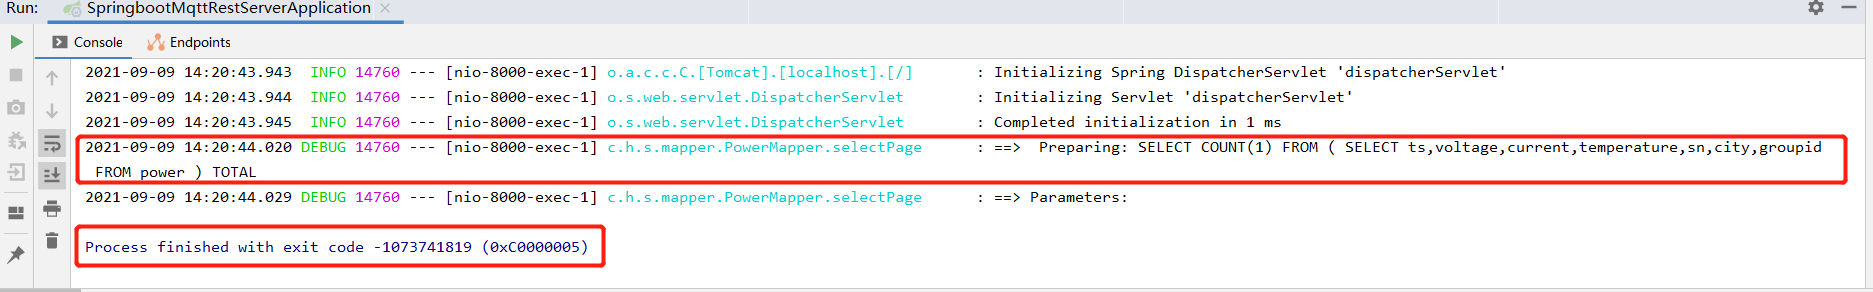 Run: SpringbootMqttRestServerApplication ×
Console Endpoints
2021-09-09 14:20:43.943  INFO 14760 --- [nio-8000-exec-1] o.a.c.c.C.[Tomcat].[localhost].[/]       : Initializing Spring DispatcherServlet 'dispatcherServlet'
2021-09-09 14:20:43.944  INFO 14760 --- [nio-8000-exec-1] o.s.web.servlet.DispatcherServlet        : Initializing Servlet 'dispatcherServlet'
2021-09-09 14:20:43.945  INFO 14760 --- [nio-8000-exec-1] o.s.web.servlet.DispatcherServlet        : Completed initialization in 1 ms
2021-09-09 14:20:44.020 DEBUG 14760 --- [nio-8000-exec-1] c.h.s.mapper.PowerMapper.selectPage      : ==>  Preparing: SELECT COUNT(1) FROM ( SELECT ts,voltage,current,temperature,sn,city,groupid
FROM power ) TOTAL
2021-09-09 14:20:44.029 DEBUG 14760 --- [nio-8000-exec-1] c.h.s.mapper.PowerMapper.selectPage      : ==> Parameters:
Process finished with exit code -1073741819 (0xC0000005)